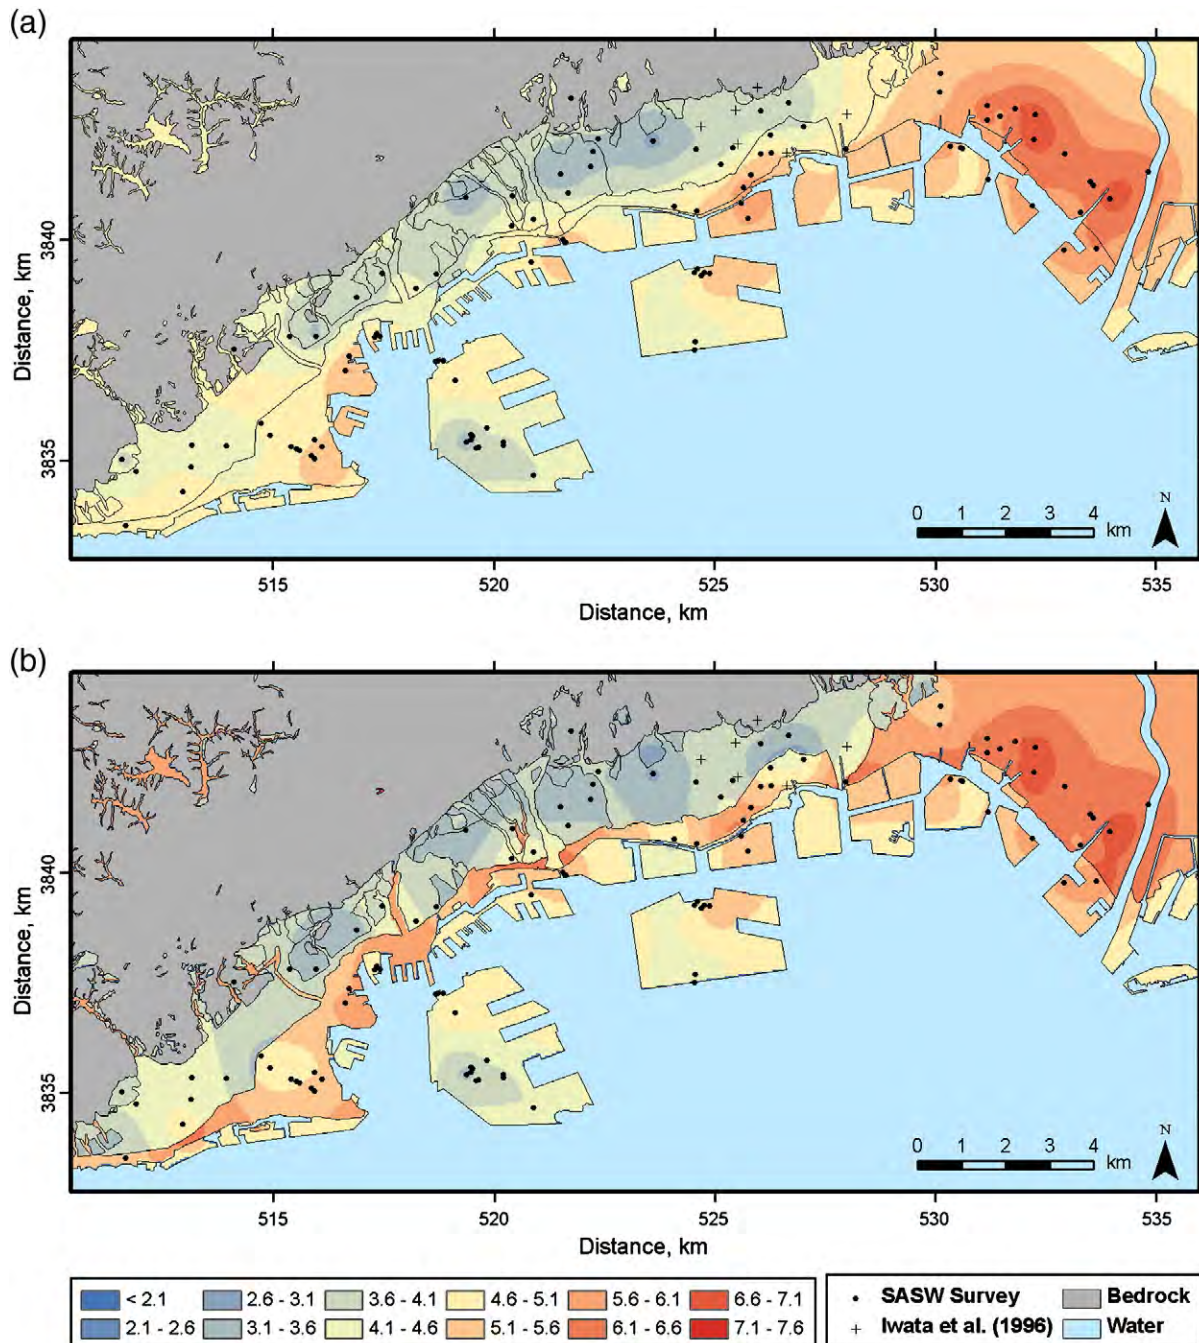 (a)
3840
3835
Distance, km
N
0 1 2 3 4
km
515 520 525 530 535
Distance, km
(b)
3840
3835
Distance, km
N
0 1 2 3 4
km
515 520 525 530 535
Distance, km
< 2.1 2.6 - 3.1 3.6 - 4.1 4.6 - 5.1 5.6 - 6.1 6.6 - 7.1
2.1 - 2.6 3.1 - 3.6 4.1 - 4.6 5.1 - 5.6 6.1 - 6.6 7.1 - 7.6
SASW Survey Bedrock
Iwata et al. (1996) Water